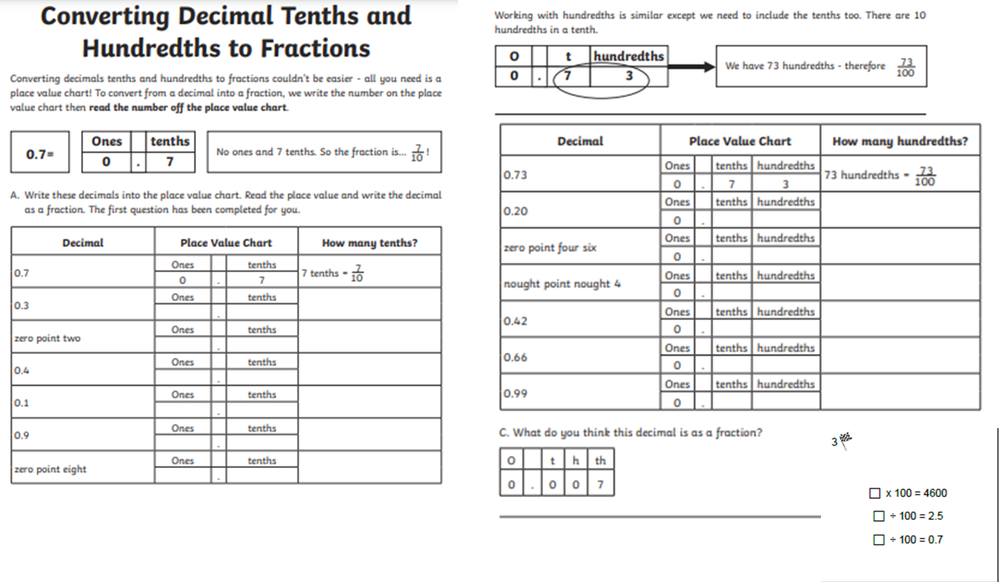 Converting Decimal Tenths and
Hundredths to Fractions
Converting decimals tenths and hundredths to fractions couldn't be easier - all you need is a
place value chart! To convert from a decimal into a fraction, we write the number on the place
value chart then read the number off the place value chart.
0.7=
Ones tenths
0 . 7
No ones and 7 tenths. So the fraction is... 7/10 !
A. Write these decimals into the place value chart. Read the place value and write the decimal
as a fraction. The first question has been completed for you.
Decimal Place Value Chart How many tenths?
0.7
Ones tenths
0 . 7
7 tenths = 7/10
0.3
Ones tenths
.
zero point two
Ones tenths
.
0.4
Ones tenths
.
0.1
Ones tenths
.
0.9
Ones tenths
.
zero point eight
Ones tenths
.
Working with hundredths is similar except we need to include the tenths too. There are 10
hundredths in a tenth.
O t hundredths
0 . 7 3
We have 73 hundredths - therefore 73/100
Decimal Place Value Chart How many hundredths?
0.73
Ones tenths hundredths
0 . 7 3
73 hundredths = 73/100
0.20
Ones tenths hundredths
0 .
zero point four six
Ones tenths hundredths
0 .
nought point nought 4
Ones tenths hundredths
0 .
0.42
Ones tenths hundredths
0 .
0.66
Ones tenths hundredths
0 .
0.99
Ones tenths hundredths
0 .
C. What do you think this decimal is as a fraction?
O t h th
0 . 0 0 7
3
□ x 100 = 4600
□ ÷ 100 = 2.5
□ ÷ 100 = 0.7